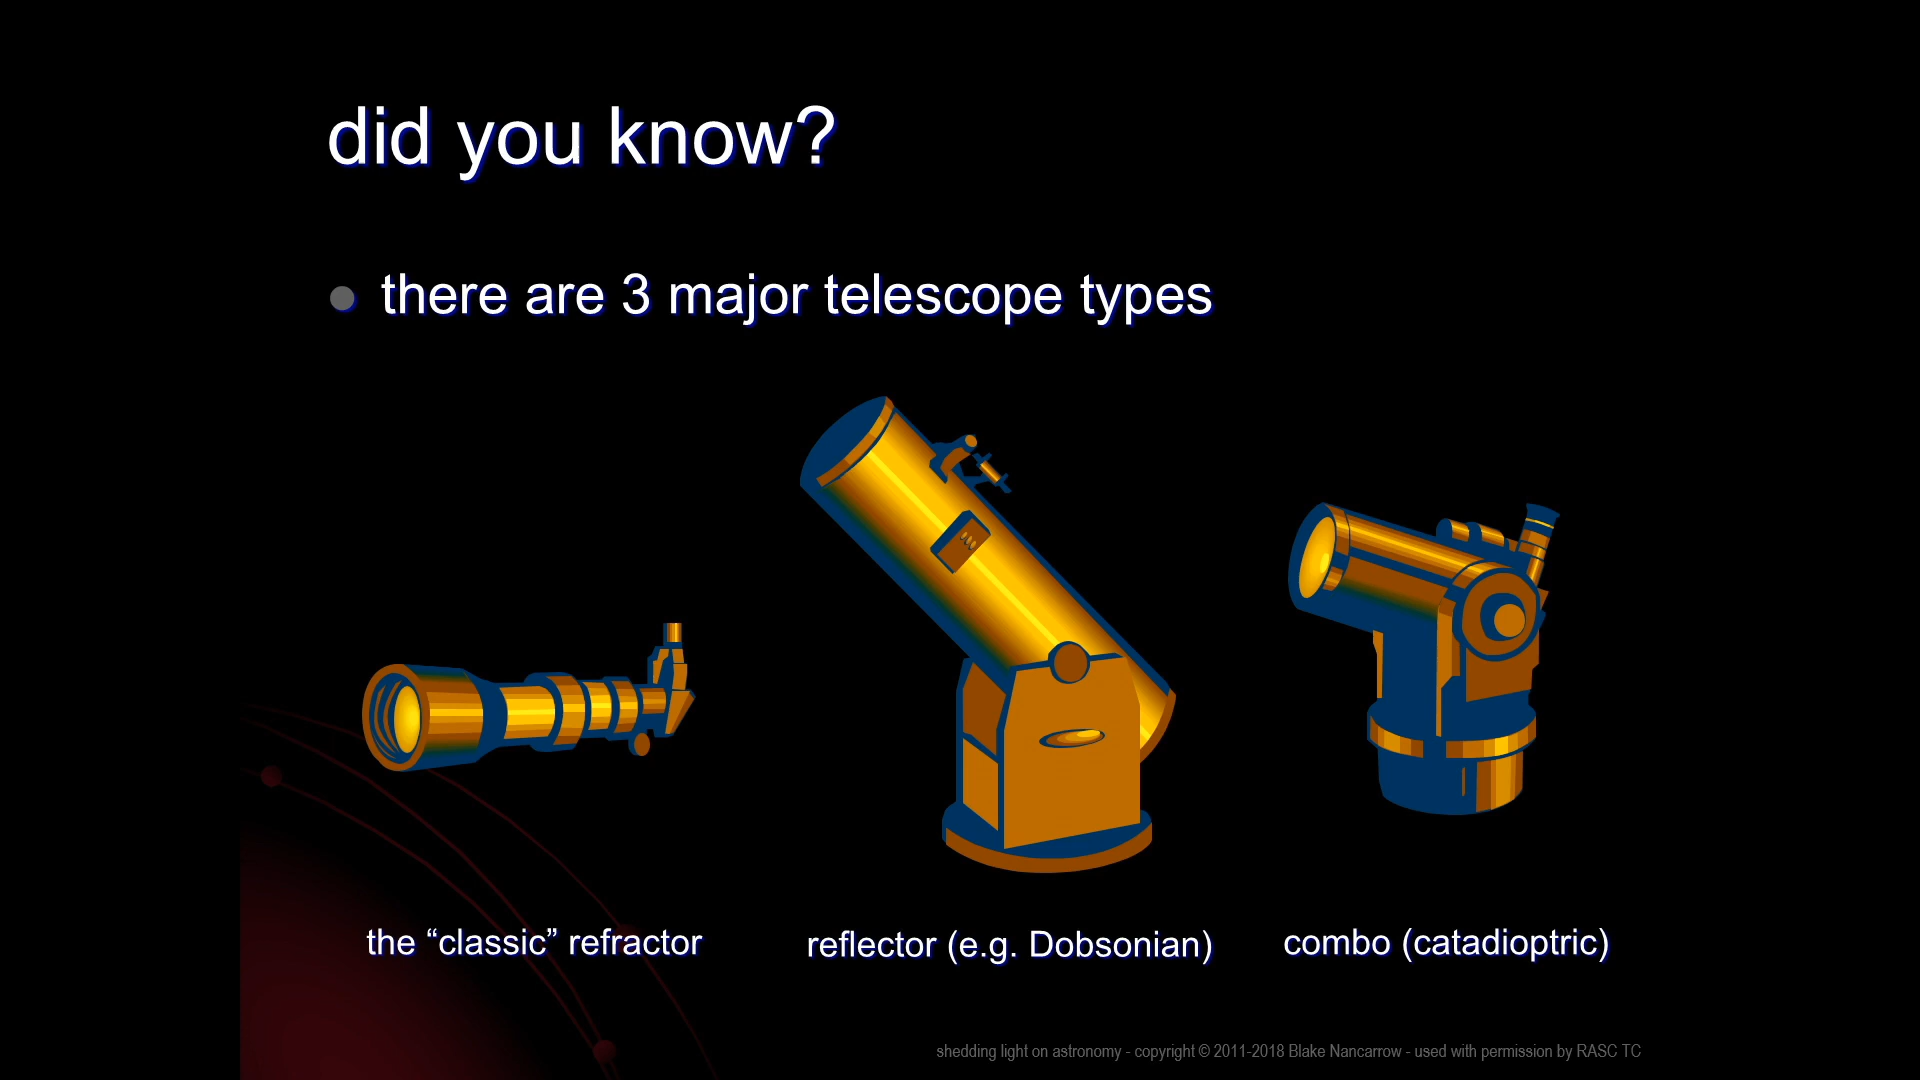 did you know?
there are 3 major telescope types
the “classic” refractor
reflector (e.g. Dobsonian)
combo (catadioptric)
shedding light on astronomy - copyright © 2011-2018 Blake Nancarrow - used with permission by RASC TC